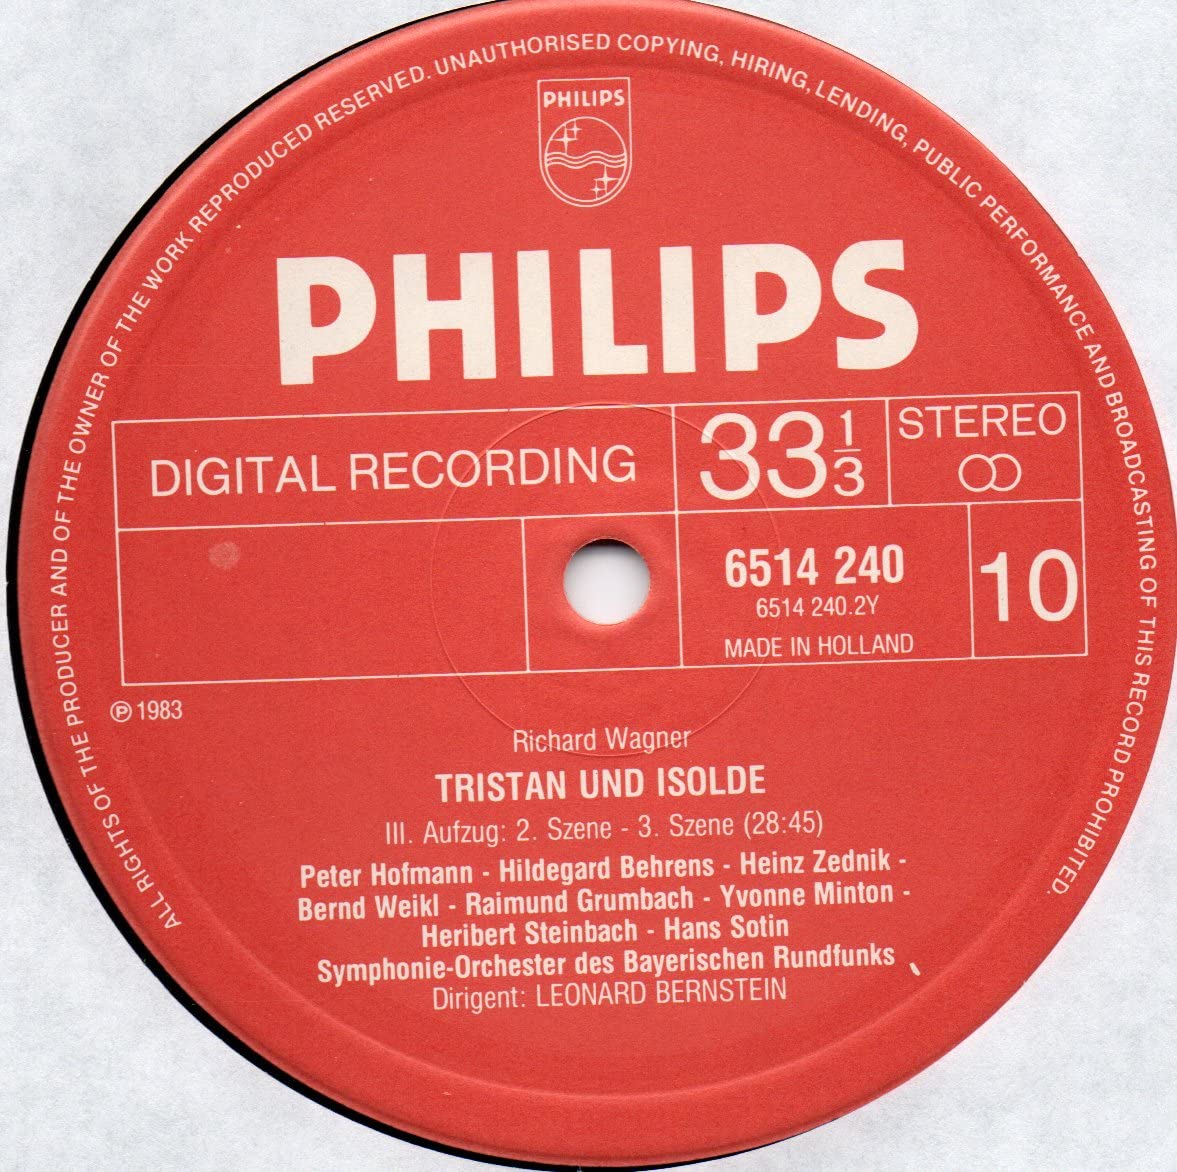 ALL RIGHTS OF THE PRODUCER AND OF THE OWNER OF THE WORK REPRODUCED RESERVED. UNAUTHORISED COPYING, HIRING, LENDING, PUBLIC PERFORMANCE AND BROADCASTING OF THIS RECORD PROHIBITED.
PHILIPS
PHILIPS
DIGITAL RECORDING
33 1/3
STEREO
6514 240
6514 240.2Y
MADE IN HOLLAND
10
℗ 1983
Richard Wagner
TRISTAN UND ISOLDE
III. Aufzug: 2. Szene - 3. Szene (28:45)
Peter Hofmann - Hildegard Behrens - Heinz Zednik -
Bernd Weikl - Raimund Grumbach - Yvonne Minton -
Heribert Steinbach - Hans Sotin
Symphonie-Orchester des Bayerischen Rundfunks
Dirigent: LEONARD BERNSTEIN